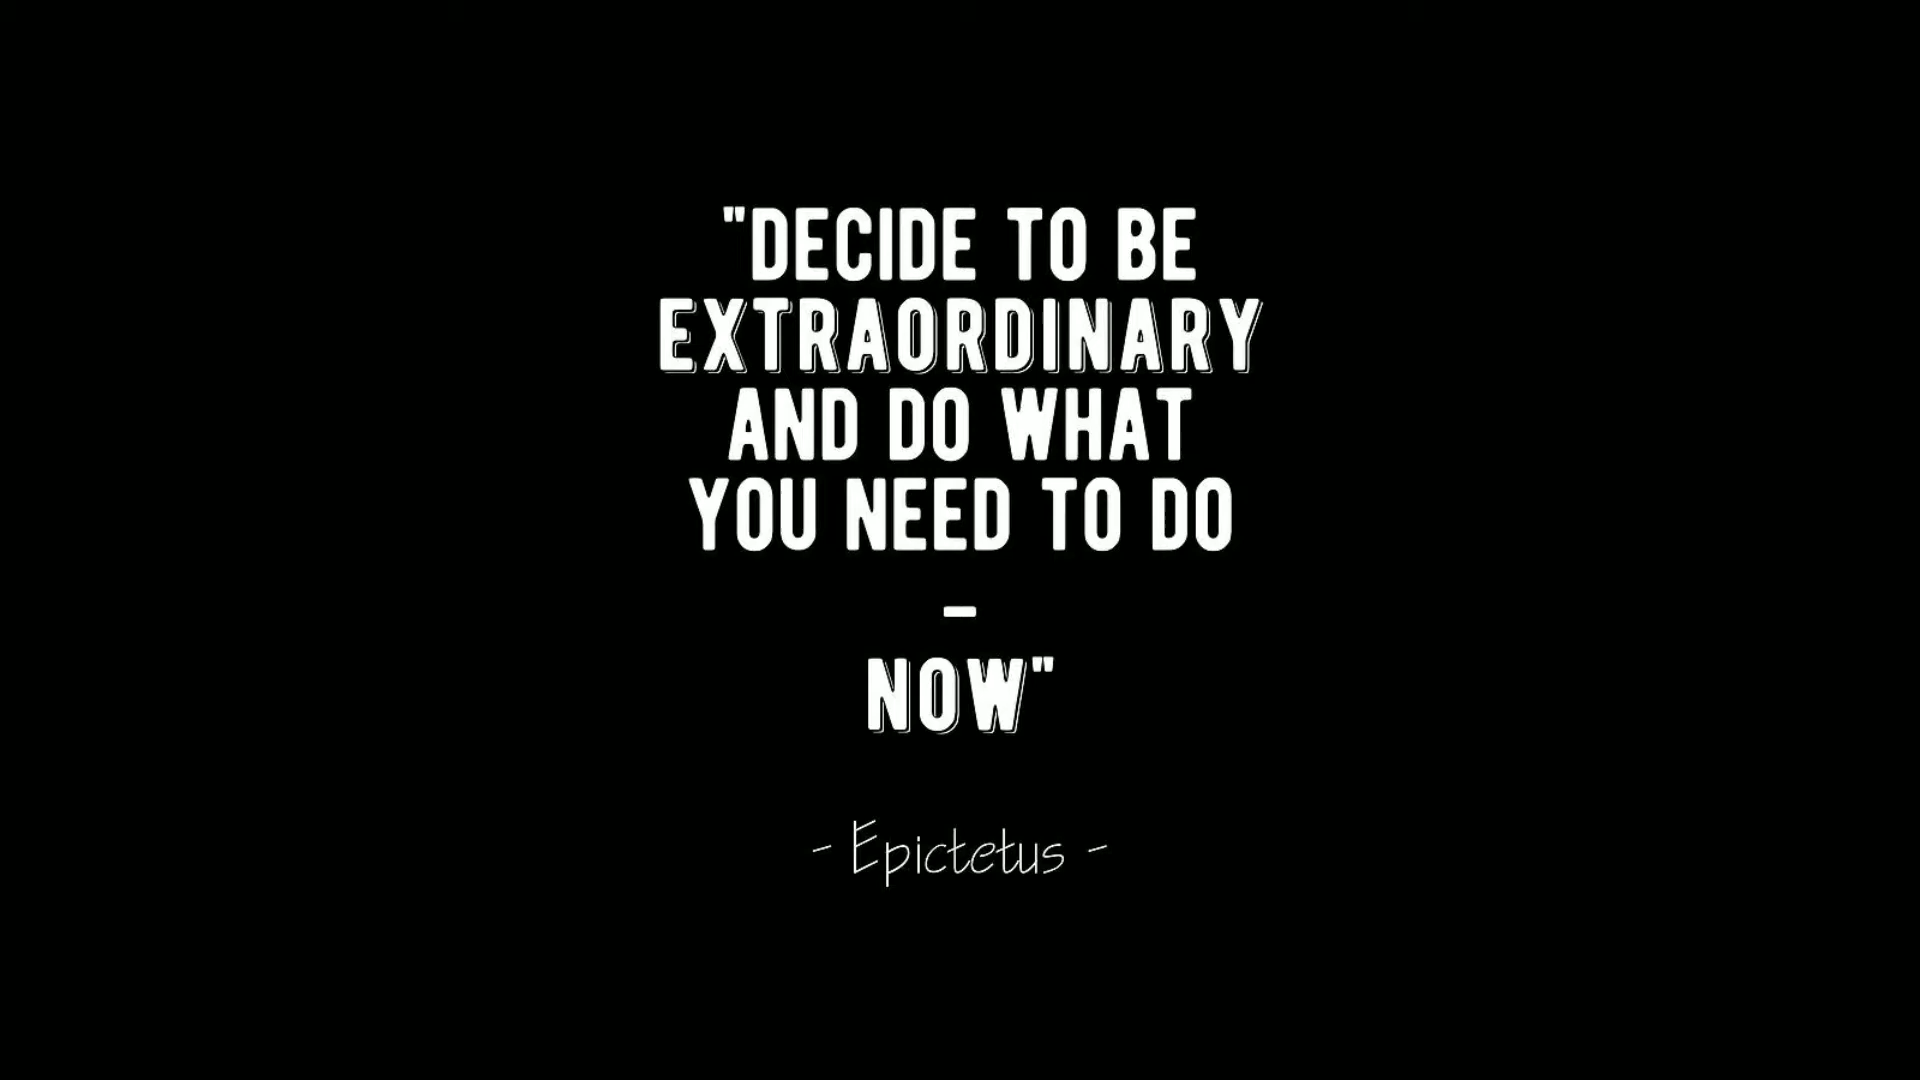 "DECIDE TO BE
EXTRAORDINARY
AND DO WHAT
YOU NEED TO DO
-
NOW"
- Epictetus -